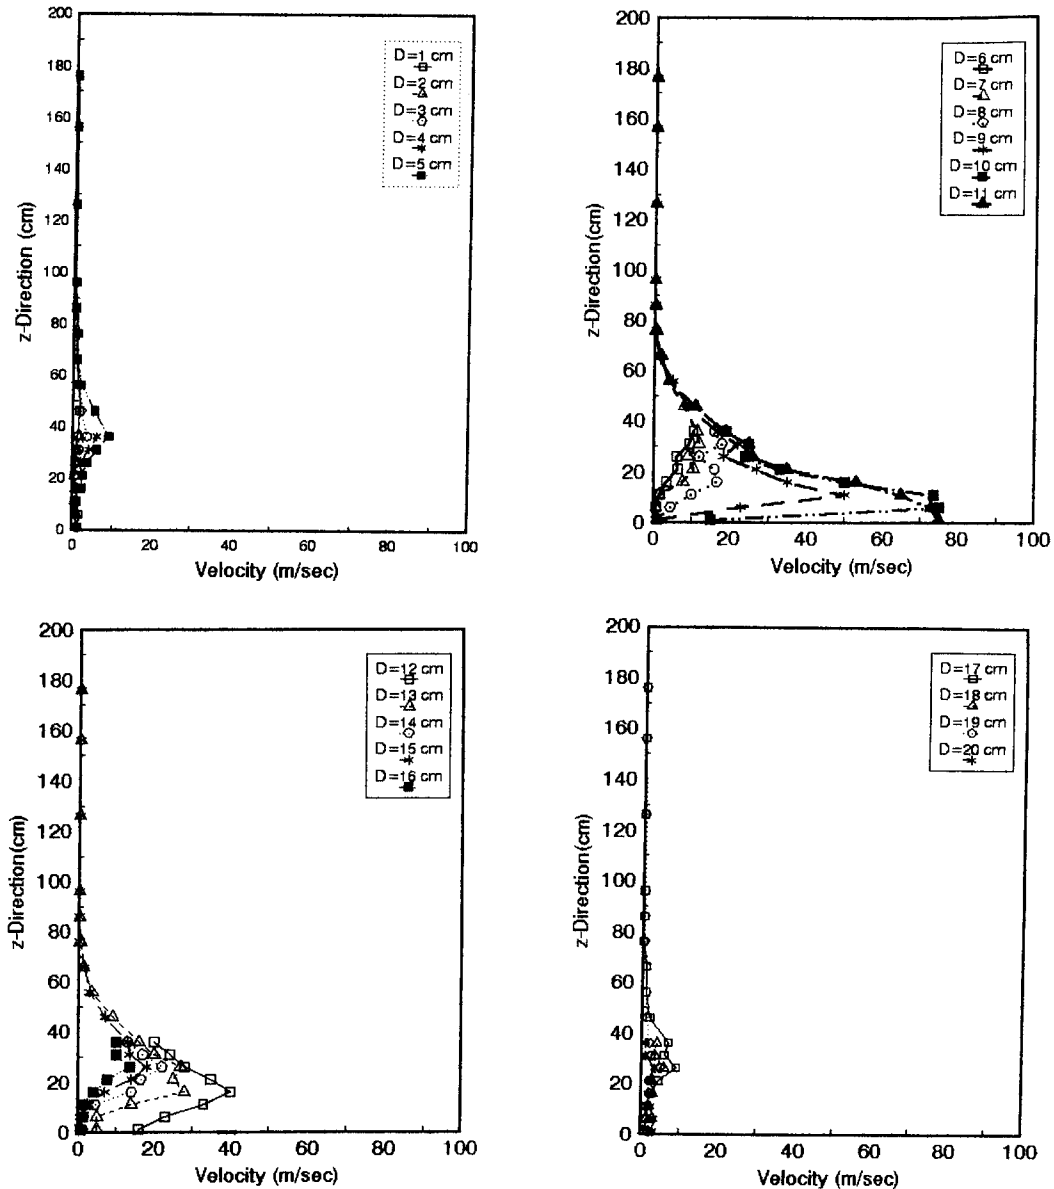 200
180
160
140
120
100
80
60
40
20
0
z-Direction (cm)
0
20
40
60
80
100
Velocity (m/sec)
D=1 cm
D=2 cm
D=3 cm
D=4 cm
D=5 cm
200
180
160
140
120
100
80
60
40
20
0
z-Direction(cm)
0
20
40
60
80
100
Velocity (m/sec)
D=6 cm
D=7 cm
D=8 cm
D=9 cm
D=10 cm
D=11 cm
200
180
160
140
120
100
80
60
40
20
0
z-Direction(cm)
0
20
40
60
80
100
Velocity (m/sec)
D=12 cm
D=13 cm
D=14 cm
D=15 cm
D=16 cm
200
180
160
140
120
100
80
60
40
20
0
z-Direction(cm)
0
20
40
60
80
100
Velocity (m/sec)
D=17 cm
D=18 cm
D=19 cm
D=20 cm